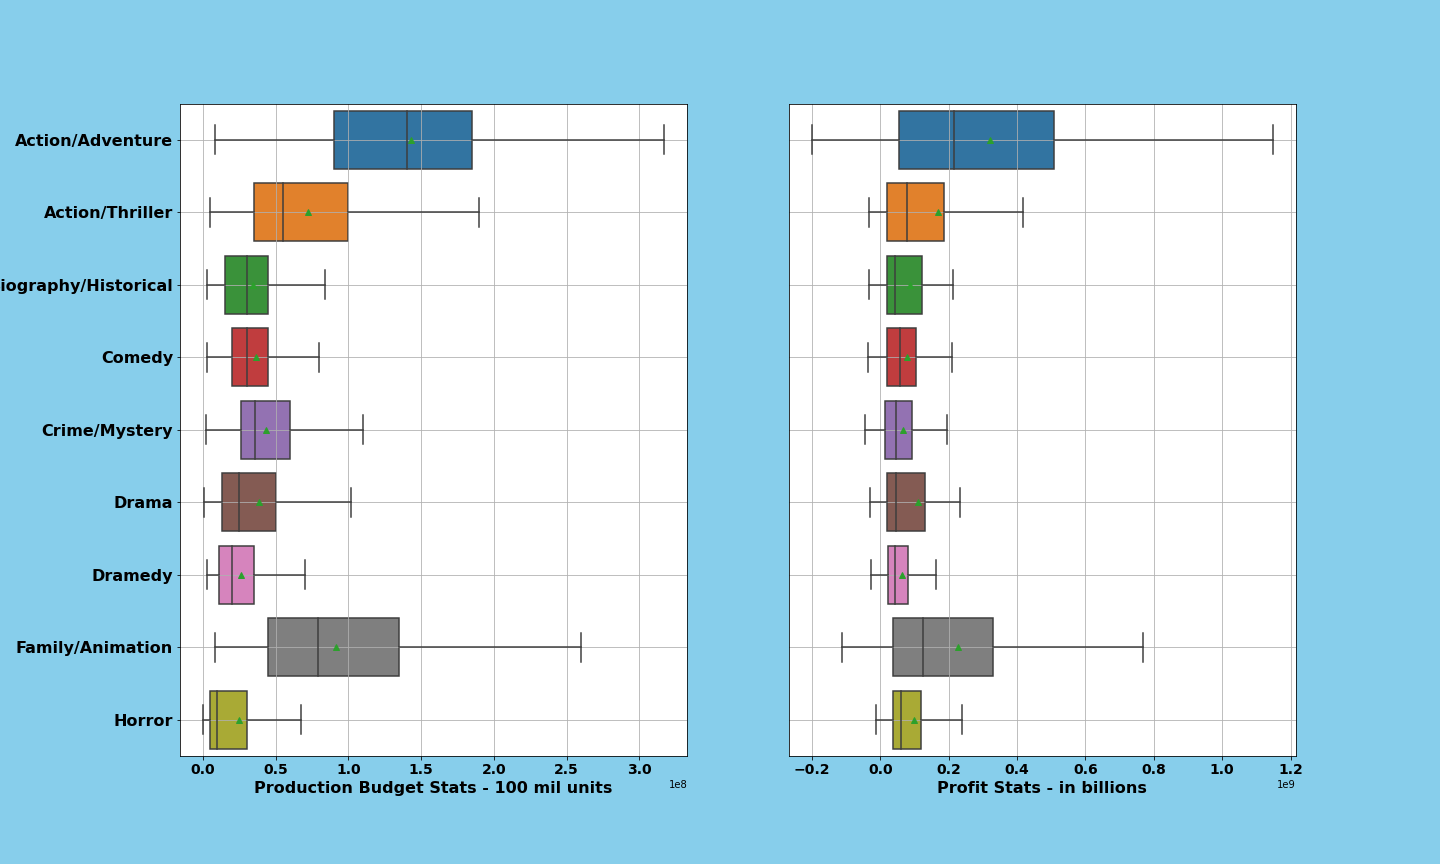 Action/Adventure
Action/Thriller
iography/Historical
Comedy
Crime/Mystery
Drama
Dramedy
Family/Animation
Horror
0.0 0.5 1.0 1.5 2.0 2.5 3.0
1e8
Production Budget Stats - 100 mil units
−0.2 0.0 0.2 0.4 0.6 0.8 1.0 1.2
1e9
Profit Stats - in billions